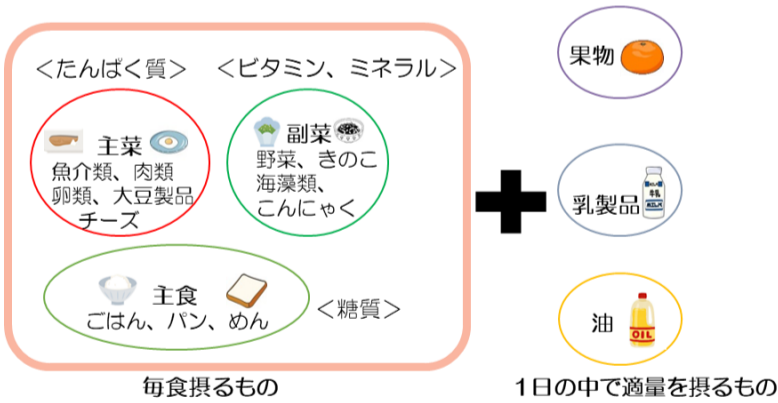 <たんぱく質>
<ビタミン、ミネラル>
主菜
魚介類、肉類
卵類、大豆製品
チーズ
副菜
野菜、きのこ
海藻類、
こんにゃく
主食
ごはん、パン、めん
<糖質>
毎食摂るもの
果物
乳製品
牛乳
MILK
油
OIL
1日の中で適量を摂るもの